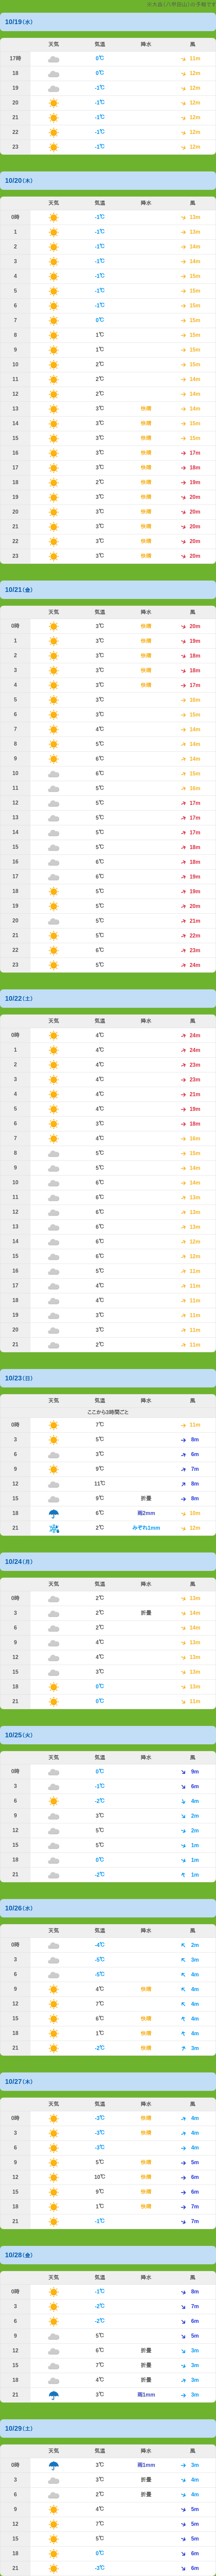 10/19(水)
天気 気温 降水 風
17時 0℃ 11m
18 0℃ 12m
19 -1℃ 12m
20 -1℃ 12m
21 -1℃ 12m
22 -1℃ 12m
23 -1℃ 12m
10/20(木)
天気 気温 降水 風
0時 -1℃ 13m
1 -1℃ 13m
2 -1℃ 14m
3 -1℃ 14m
4 -1℃ 15m
5 -1℃ 15m
6 -1℃ 15m
7 0℃ 15m
8 1℃ 15m
9 1℃ 15m
10 2℃ 15m
11 2℃ 14m
12 2℃ 14m
13 3℃ 快晴 14m
14 3℃ 快晴 15m
15 3℃ 快晴 15m
16 3℃ 快晴 17m
17 3℃ 快晴 18m
18 2℃ 快晴 19m
19 3℃ 快晴 20m
20 3℃ 快晴 20m
21 3℃ 快晴 20m
22 3℃ 快晴 20m
23 3℃ 快晴 20m
10/21(金)
天気 気温 降水 風
0時 3℃ 快晴 20m
1 3℃ 快晴 19m
2 3℃ 快晴 18m
3 3℃ 快晴 18m
4 3℃ 快晴 17m
5 3℃ 16m
6 3℃ 15m
7 4℃ 14m
8 5℃ 14m
9 6℃ 14m
10 6℃ 15m
11 5℃ 16m
12 5℃ 17m
13 5℃ 17m
14 5℃ 17m
15 5℃ 18m
16 6℃ 18m
17 6℃ 19m
18 5℃ 19m
19 5℃ 20m
20 5℃ 21m
21 5℃ 22m
22 6℃ 23m
23 5℃ 24m
10/22(土)
天気 気温 降水 風
0時 4℃ 24m
1 4℃ 24m
2 4℃ 23m
3 4℃ 23m
4 4℃ 21m
5 4℃ 19m
6 3℃ 18m
7 4℃ 16m
8 5℃ 15m
9 5℃ 14m
10 6℃ 14m
11 6℃ 13m
12 6℃ 13m
13 6℃ 13m
14 6℃ 12m
15 6℃ 12m
16 5℃ 11m
17 4℃ 11m
18 4℃ 11m
19 3℃ 11m
20 3℃ 11m
21 2℃ 11m
10/23(日)
天気 気温 降水 風
ここから3時間ごと
0時 7℃ 11m
3 5℃ 8m
6 3℃ 6m
9 9℃ 7m
12 11℃ 8m
15 9℃ 折畳 8m
18 6℃ 雨2mm 10m
21 2℃ みぞれ1mm 12m
10/24(月)
天気 気温 降水 風
0時 2℃ 13m
3 2℃ 折畳 14m
6 2℃ 14m
9 4℃ 13m
12 4℃ 13m
15 3℃ 13m
18 0℃ 13m
21 0℃ 11m
10/25(火)
天気 気温 降水 風
0時 0℃ 9m
3 -1℃ 6m
6 -2℃ 4m
9 3℃ 2m
12 5℃ 2m
15 5℃ 1m
18 0℃ 1m
21 -2℃ 1m
10/26(水)
天気 気温 降水 風
0時 -4℃ 2m
3 -5℃ 3m
6 -5℃ 4m
9 4℃ 快晴 4m
12 7℃ 4m
15 6℃ 快晴 4m
18 1℃ 快晴 4m
21 -2℃ 快晴 3m
10/27(木)
天気 気温 降水 風
0時 -3℃ 快晴 4m
3 -3℃ 快晴 4m
6 -3℃ 4m
9 5℃ 快晴 5m
12 10℃ 快晴 6m
15 9℃ 快晴 6m
18 1℃ 快晴 7m
21 -1℃ 7m
10/28(金)
天気 気温 降水 風
0時 -1℃ 8m
3 -2℃ 7m
6 -2℃ 6m
9 5℃ 5m
12 6℃ 折畳 3m
15 7℃ 折畳 3m
18 4℃ 折畳 3m
21 3℃ 雨1mm 3m
10/29(土)
天気 気温 降水 風
0時 3℃ 雨1mm 3m
3 3℃ 折畳 4m
6 2℃ 折畳 4m
9 4℃ 5m
12 7℃ 5m
15 5℃ 5m
18 0℃ 6m
21 -3℃ 6m